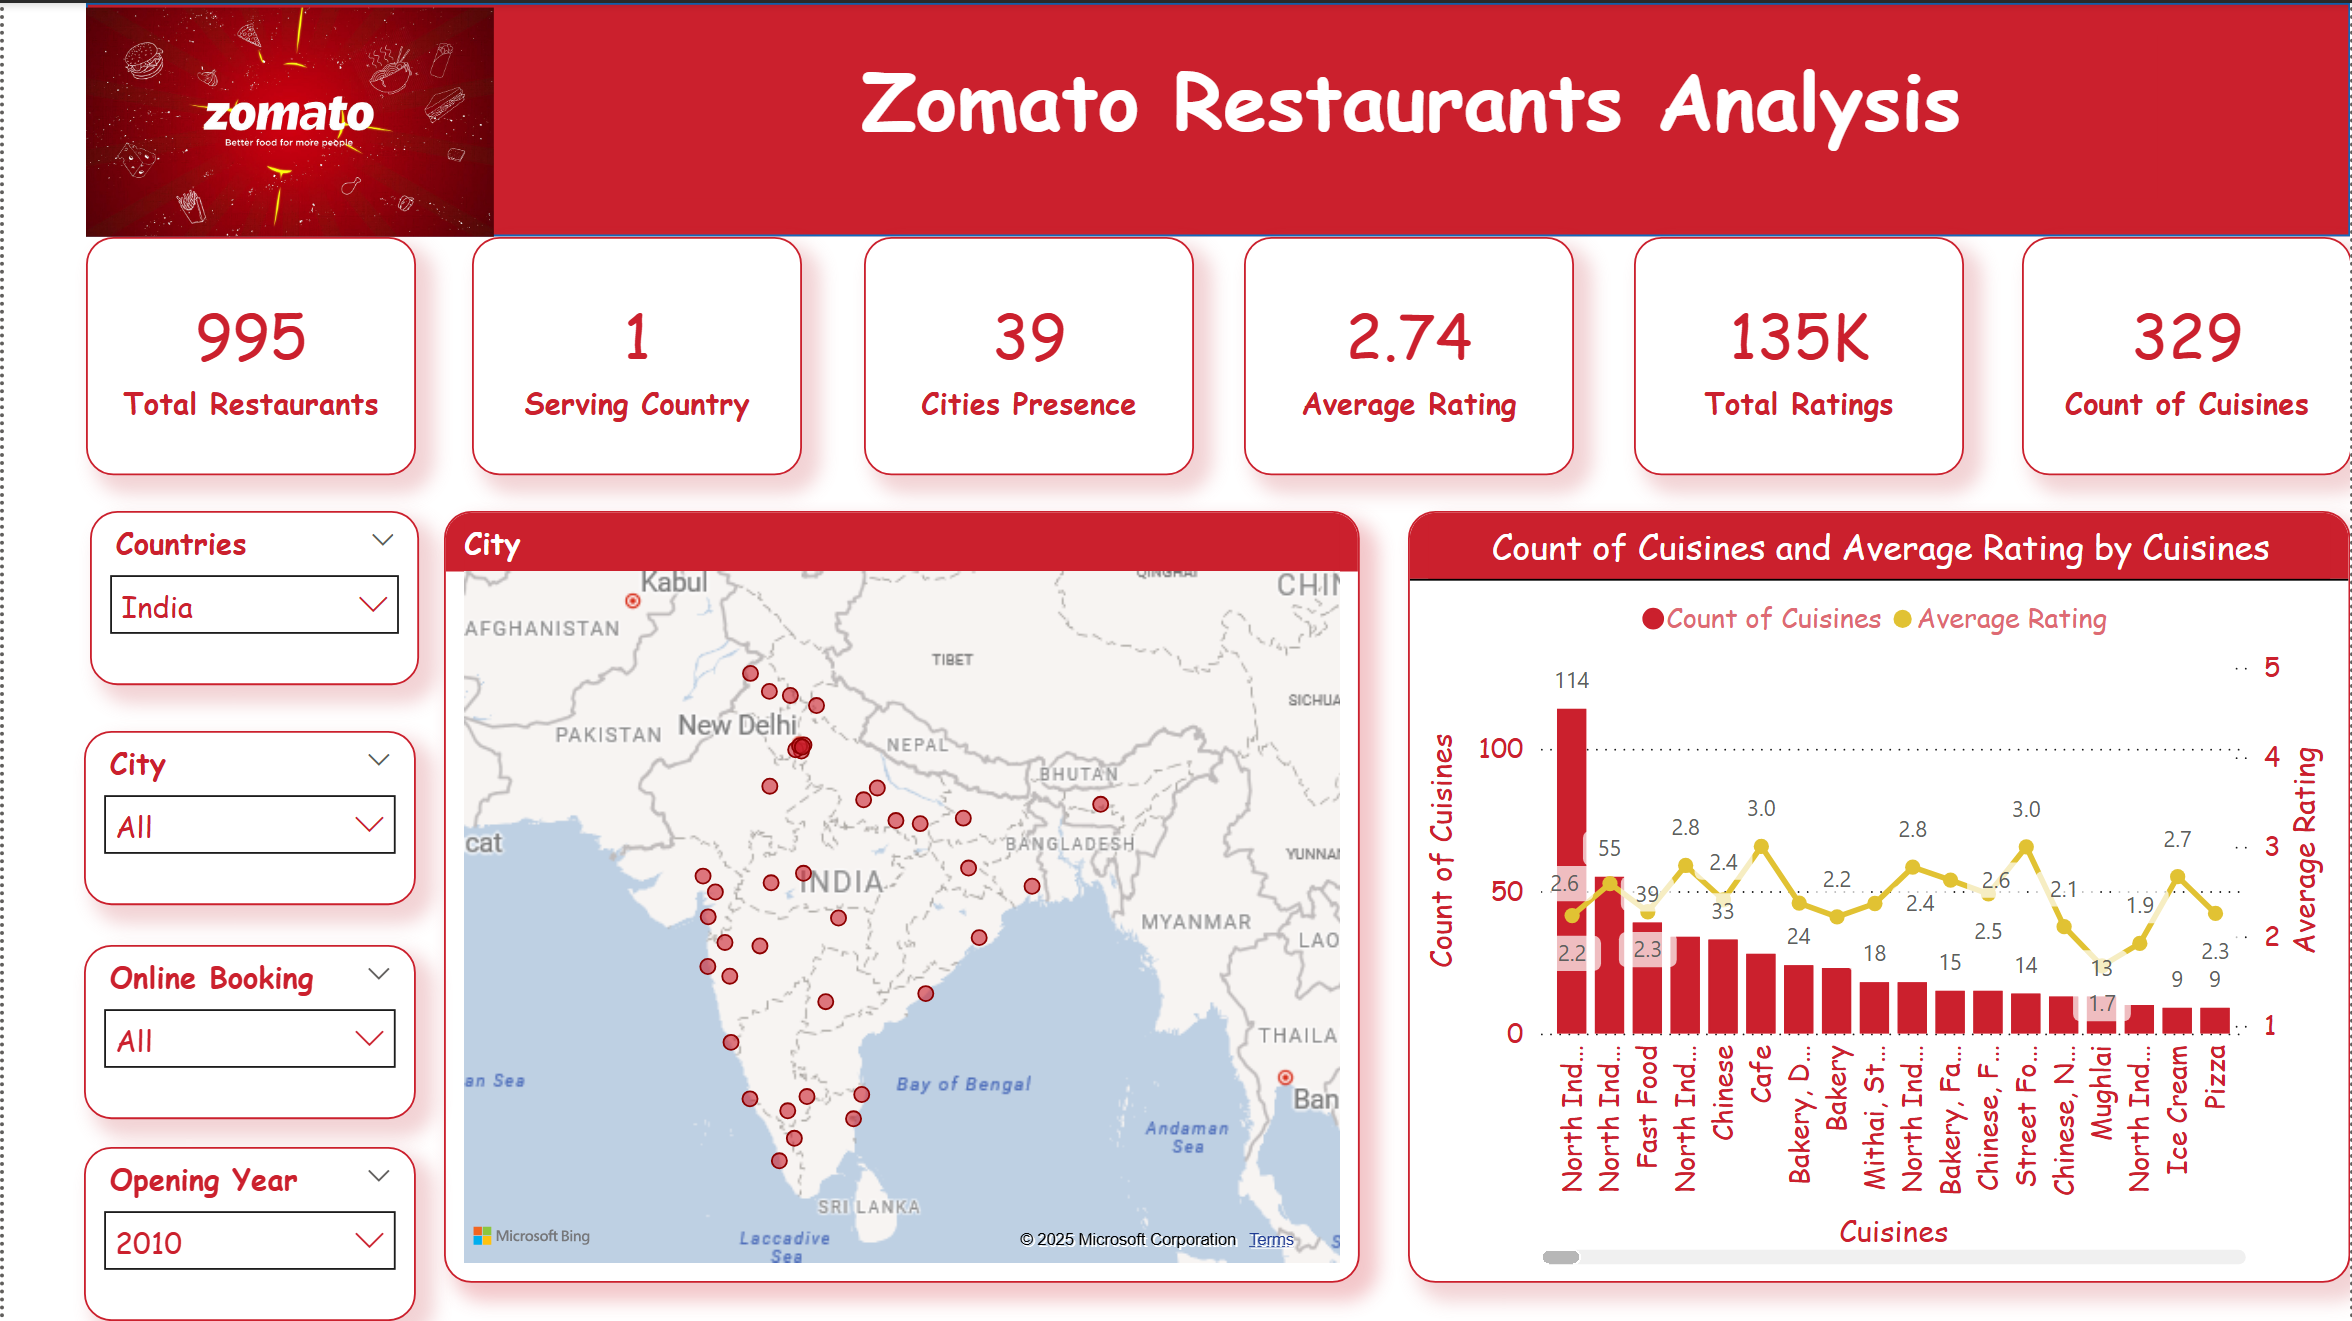 zomato
Better food for more people
Zomato Restaurants Analysis
995
Total Restaurants
1
Serving Country
39
Cities Presence
2.74
Average Rating
135K
Total Ratings
329
Count of Cuisines
Countries
India
City
All
Online Booking
All
Opening Year
2010
City
Kabul
AFGHANISTAN
TIBET
SICHUA
PAKISTAN
New Delhi
NEPAL
BHUTAN
cat
BANGLADESH
YUNNAN
INDIA
MYANMAR
LAO
THAILA
an Sea
Bay of Bengal
Ban
Andaman
Sea
SRI LANKA
Laccadive
Sea
Microsoft Bing
© 2025 Microsoft Corporation Terms
Count of Cuisines and Average Rating by Cuisines
Count of Cuisines Average Rating
Count of Cuisines
100
50
0
5
4
3
2
1
Average Rating
114
55
39
33
24
18
15
14
13
9
9
2.6
2.2
2.3
2.8
2.4
3.0
2.2
2.8
2.4
2.6
2.5
3.0
2.1
1.7
1.9
2.7
2.3
North Ind...
North Ind...
Fast Food
North Ind...
Chinese
Cafe
Bakery, D...
Bakery
Mithai, St...
North Ind...
Bakery, Fa...
Chinese, F...
Street Fo...
Chinese, N...
Mughlai
North Ind...
Ice Cream
Pizza
Cuisines